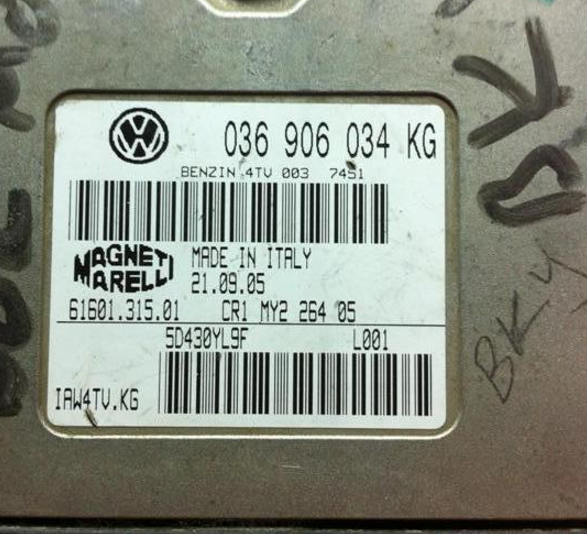 036 906 034 KG
BENZIN 4TV 003 7451
MAGNETI
MARELLI
MADE IN ITALY
21.09.05
61601.315.01 CR1 MY2 264 05
5D430YL9F L001
IAW4TV.KG
BKY